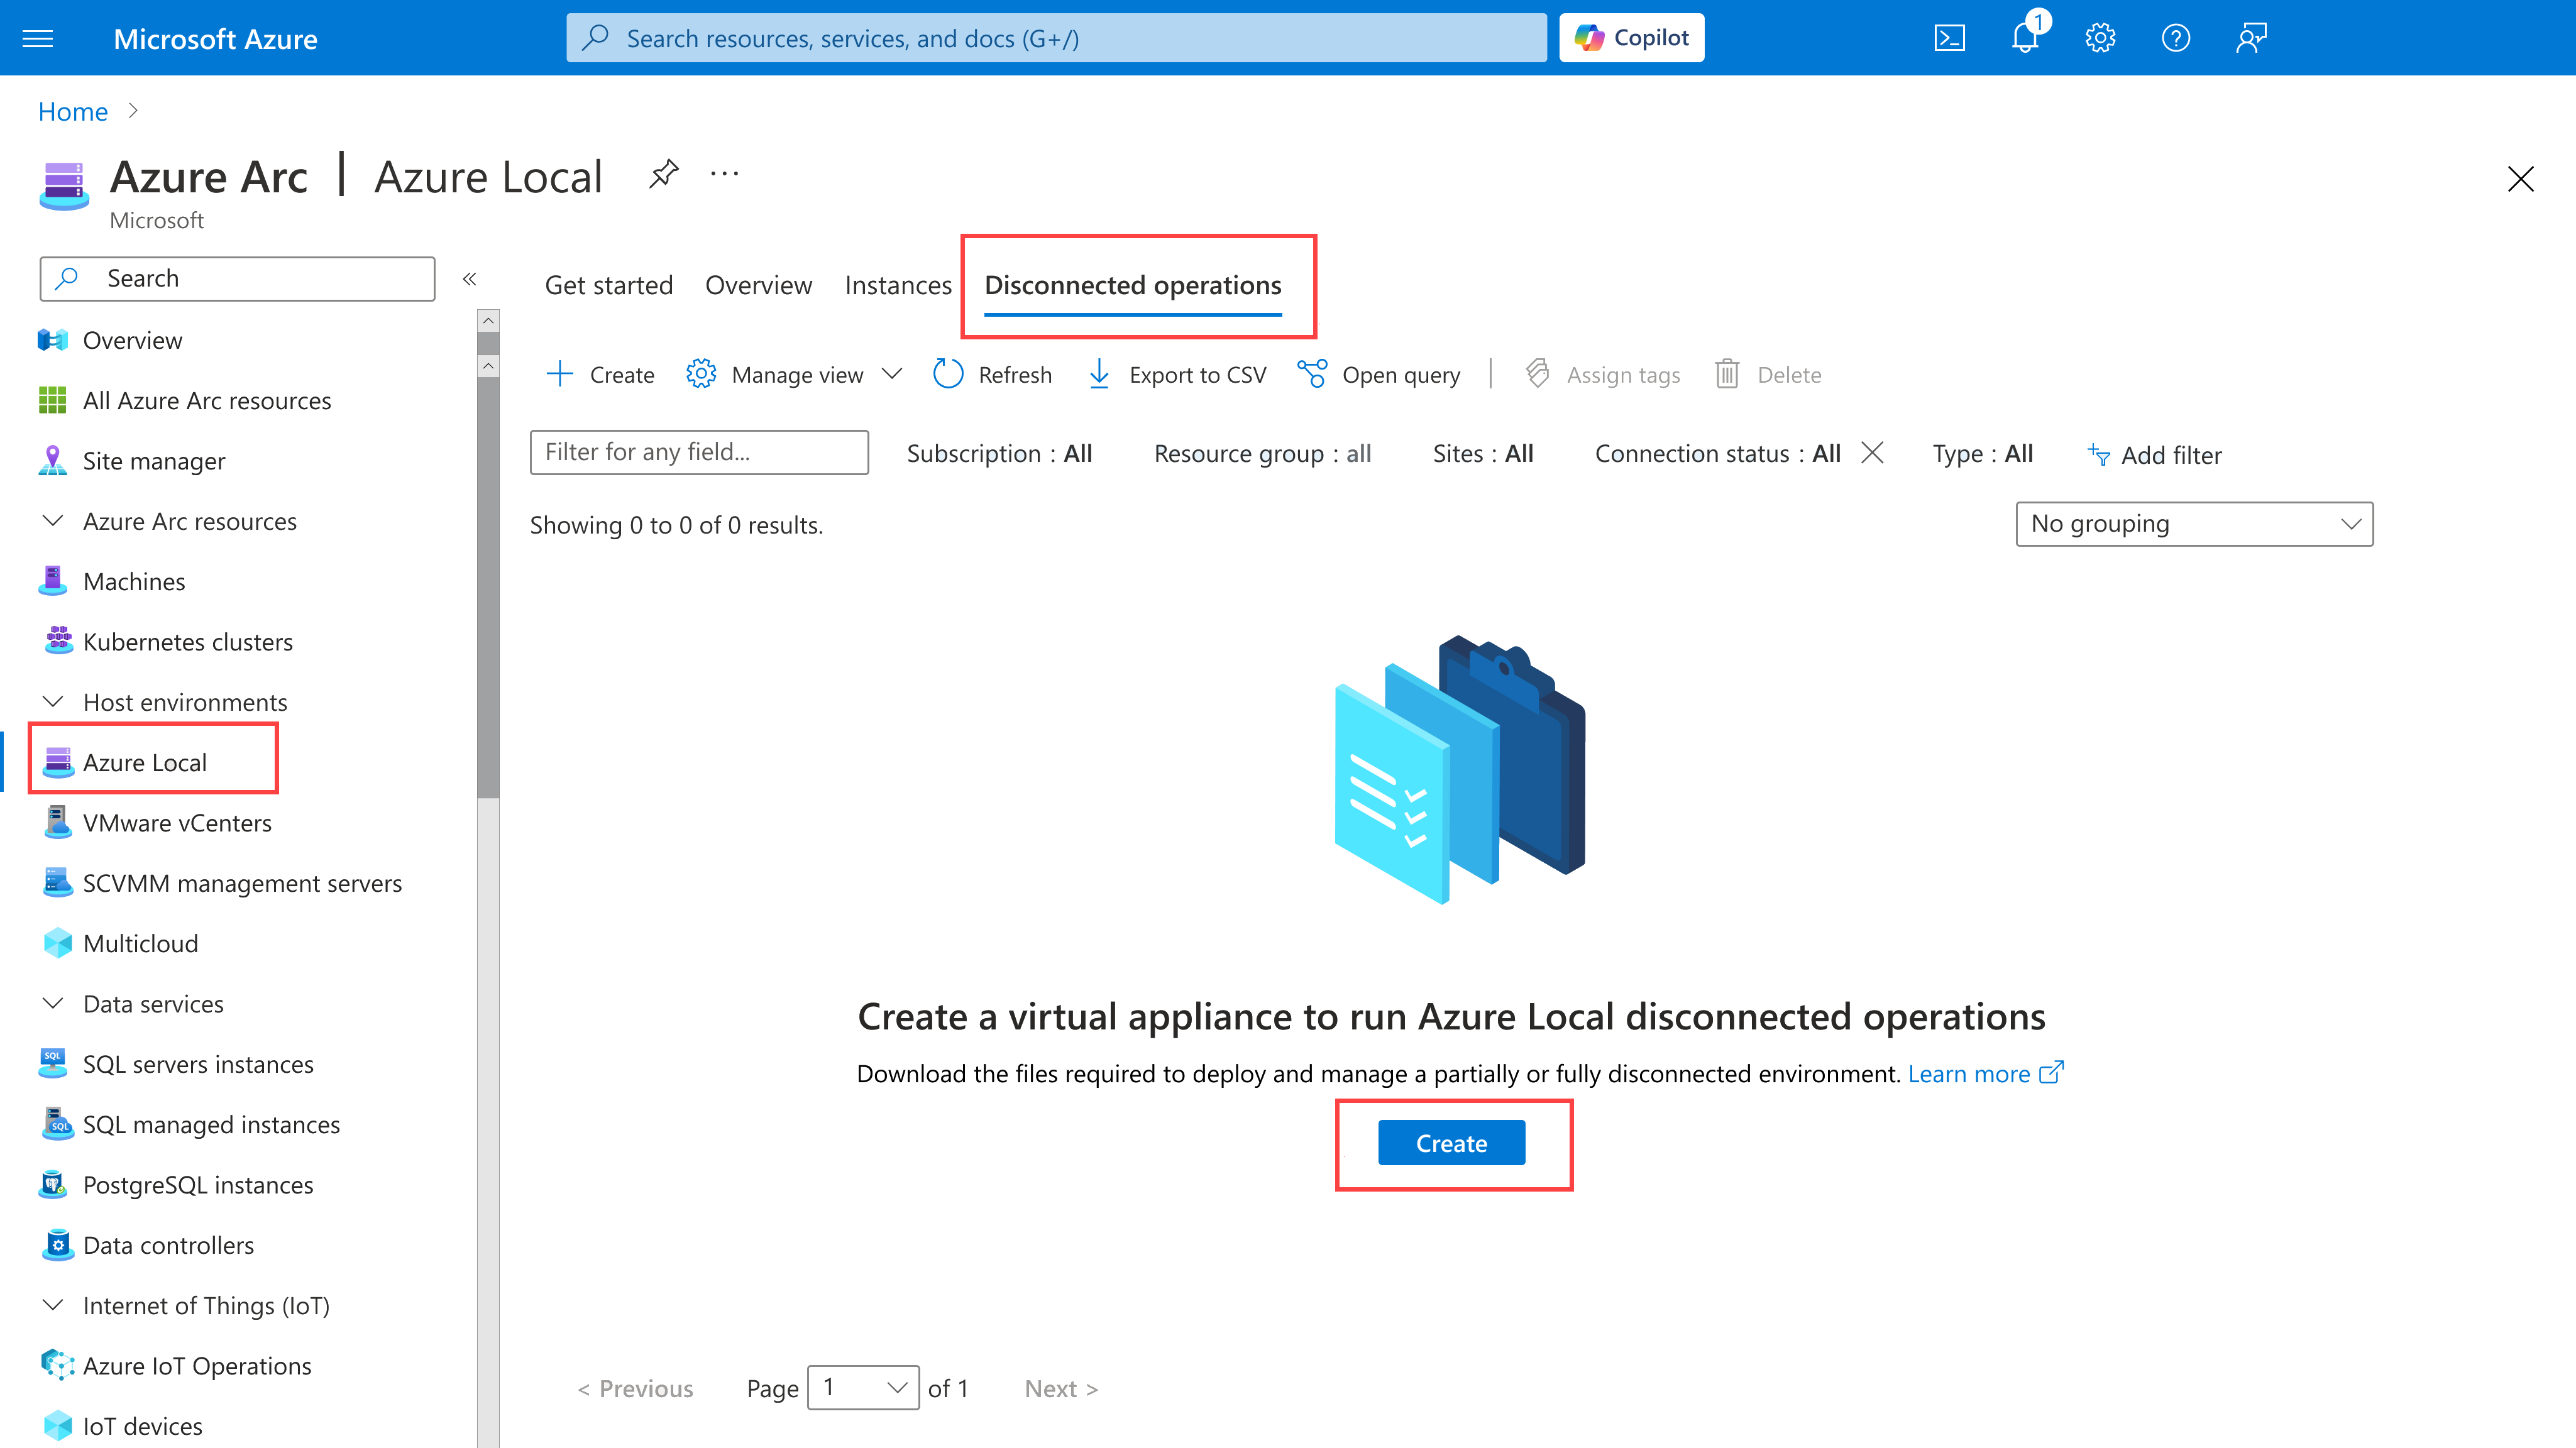 Microsoft Azure
Search resources, services, and docs (G+/)
Copilot
1
Home
Azure Arc | Azure Local
Microsoft
Search
Overview
All Azure Arc resources
Site manager
Azure Arc resources
Machines
Kubernetes clusters
Host environments
Azure Local
VMware vCenters
SCVMM management servers
Multicloud
Data services
SQL servers instances
SQL managed instances
PostgreSQL instances
Data controllers
Internet of Things (IoT)
Azure IoT Operations
IoT devices
Get started Overview Instances Disconnected operations
Create Manage view Refresh Export to CSV Open query | Assign tags Delete
Filter for any field... Subscription : All Resource group : all Sites : All Connection status : All Type : All Add filter
Showing 0 to 0 of 0 results. No grouping
Create a virtual appliance to run Azure Local disconnected operations
Download the files required to deploy and manage a partially or fully disconnected environment. Learn more
Create
< Previous Page 1 of 1 Next >